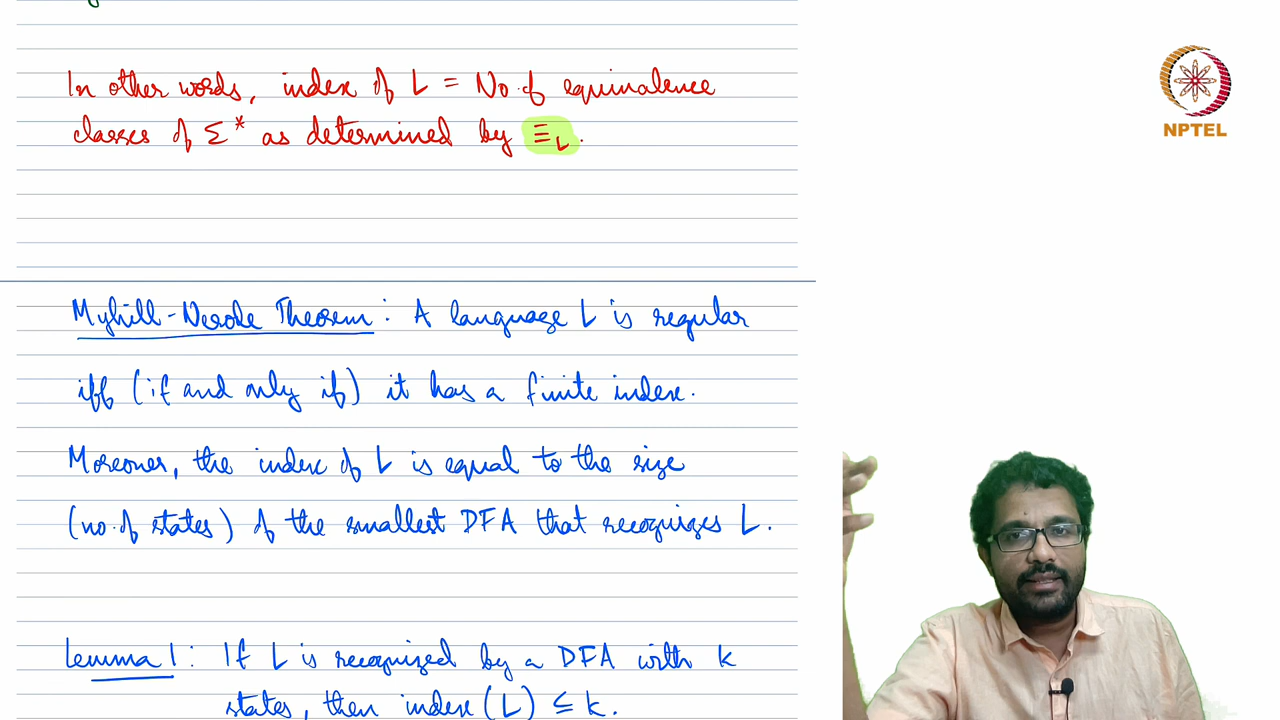 In other words, index of L = No. of equivalence
classes of Σ* as determined by ≡_L.
NPTEL
Myhill-Nerode Theorem: A language L is regular
iff (if and only if) it has a finite index.
Moreover, the index of L is equal to the size
(no. of states) of the smallest DFA that recognizes L.
Lemma 1: If L is recognized by a DFA with k
states, then index (L) ≤ k.